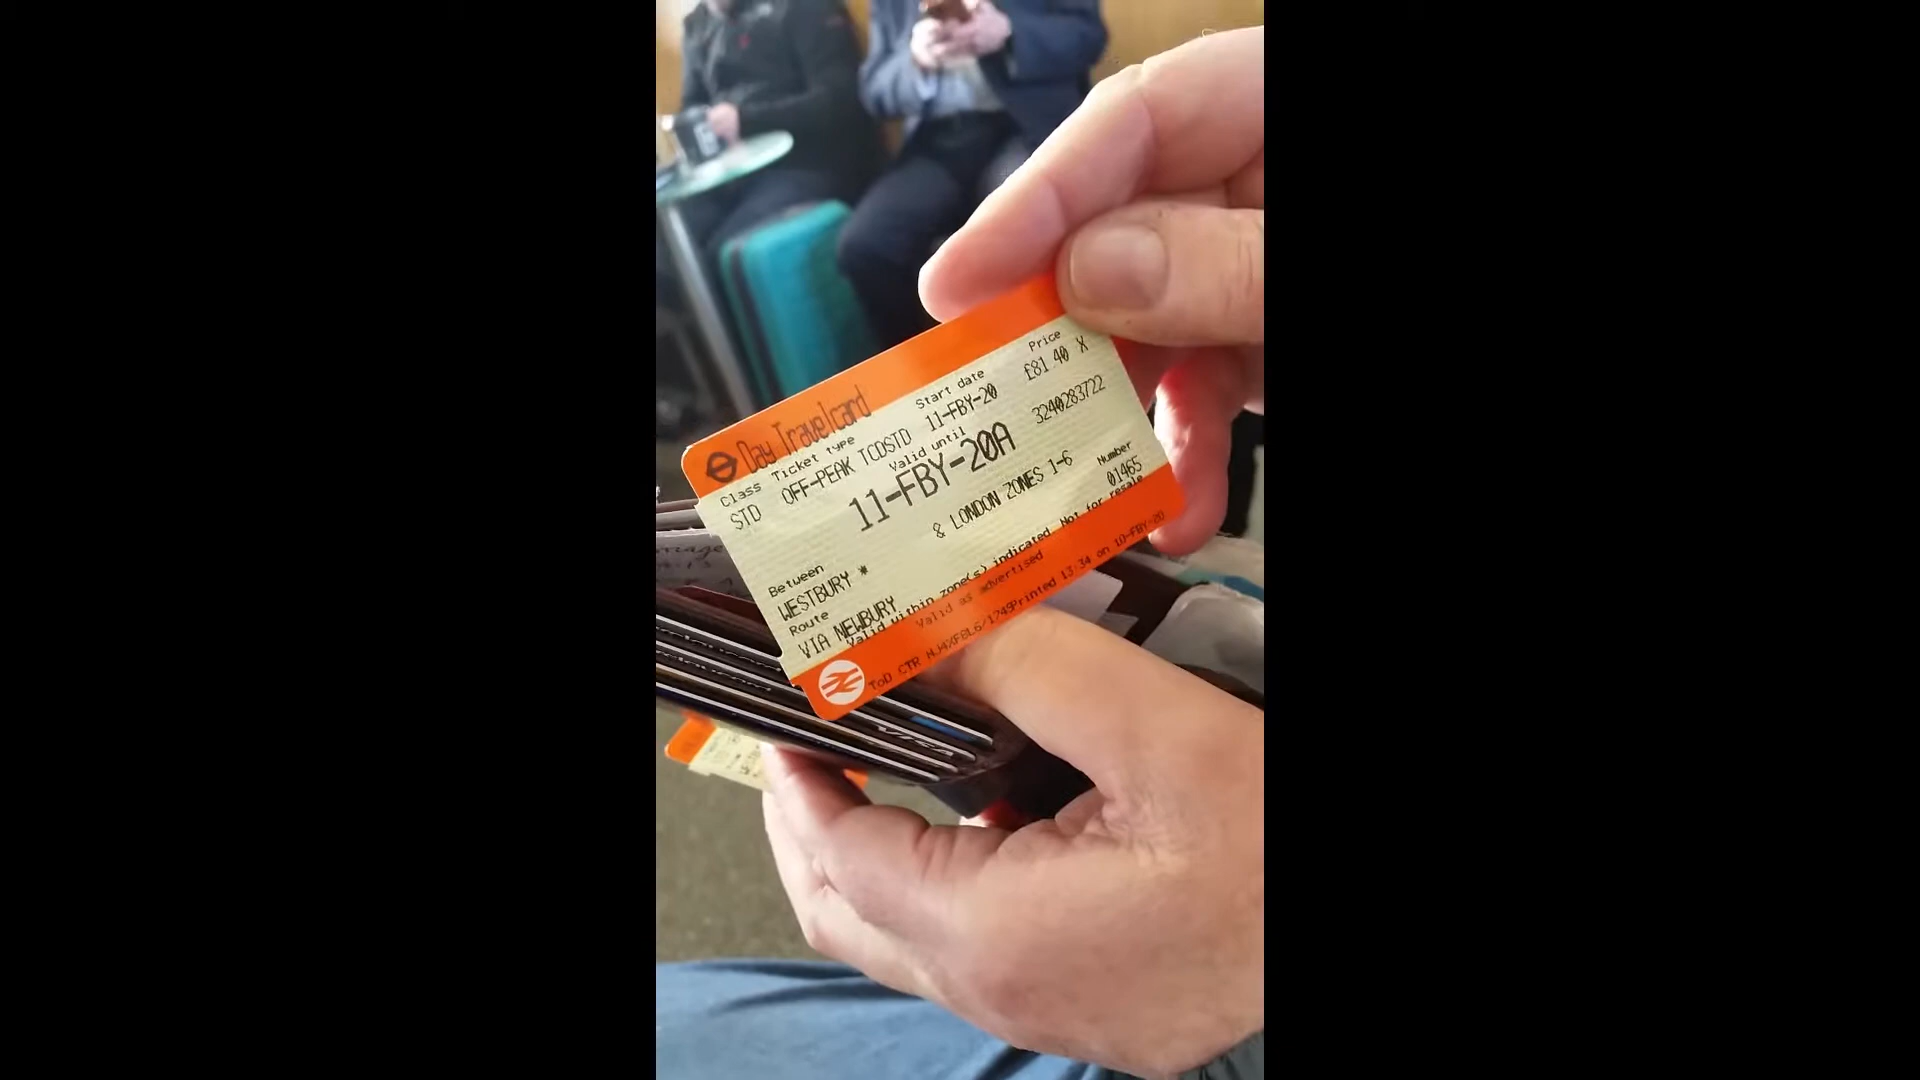 Day Travelcard
Class Ticket type Start date Price
STD OFF-PEAK TCDSTD 11-FBY-20 £81.40 X
Valid until
11-FBY-20A 3240283722
Between & LONDON ZONES 1-6 Number
WESTBURY * 01465
Route
VIA NEWBURY
Valid within zone(s) indicated. Not for resale
Valid as advertised
ToD CTR Printed 13:34 on 10-FBY-20
VISA